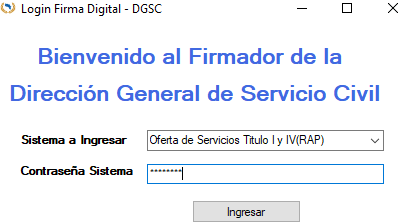 Login Firma Digital - DGSC
Bienvenido al Firmador de la
Dirección General de Servicio Civil
Sistema a Ingresar
Oferta de Servicios Titulo I y IV(RAP)
Contraseña Sistema
********
Ingresar